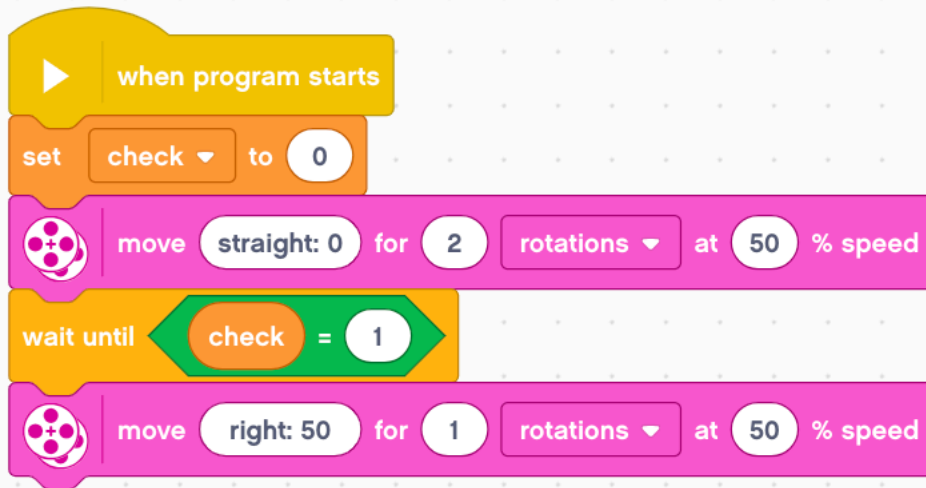 when program starts
set check to 0
move straight: 0 for 2 rotations at 50 % speed
wait until check = 1
move right: 50 for 1 rotations at 50 % speed